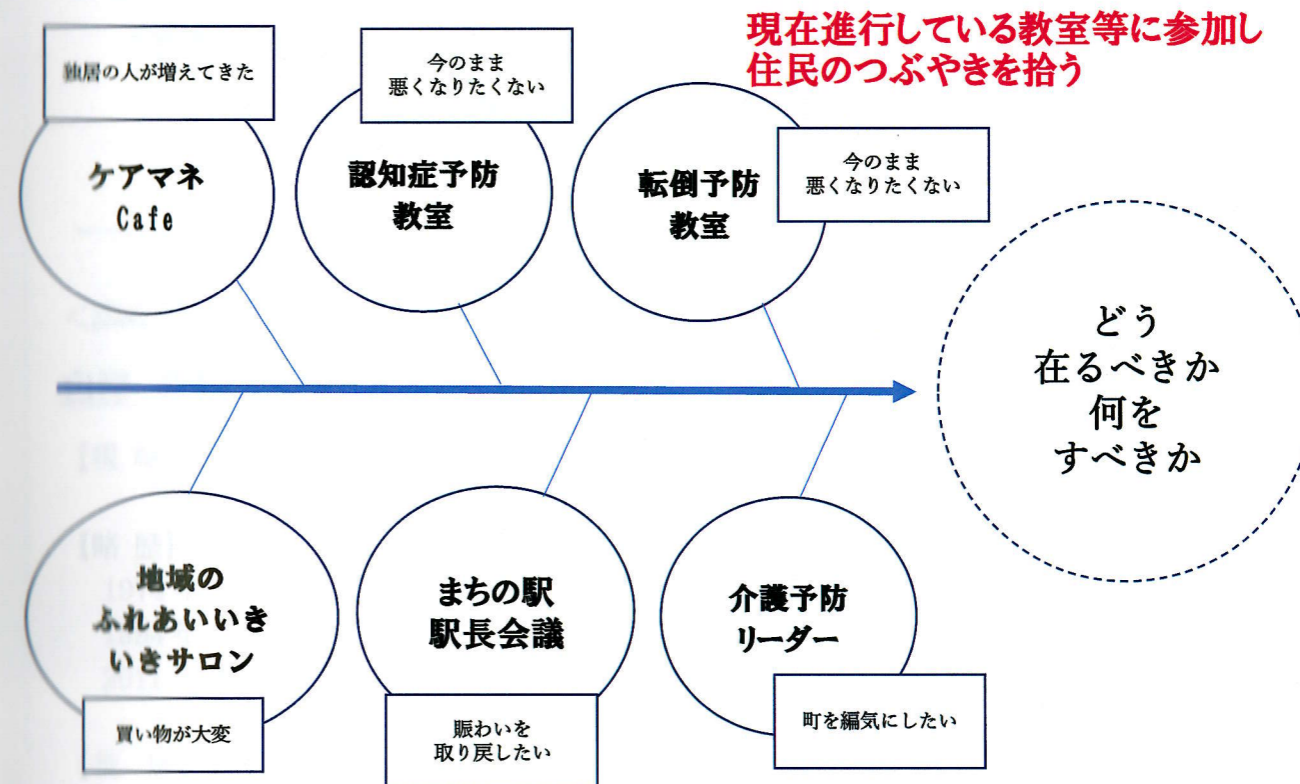 現在進行している教室等に参加し
住民のつぶやきを拾う
独居の人が増えてきた
ケアマネ
Cafe
今のまま
悪くなりたくない
認知症予防
教室
今のまま
悪くなりたくない
転倒予防
教室
どう
在るべきか
何を
すべきか
地域の
ふれあいいき
いきサロン
買い物が大変
まちの駅
駅長会議
賑わいを
取り戻したい
介護予防
リーダー
町を編気にしたい